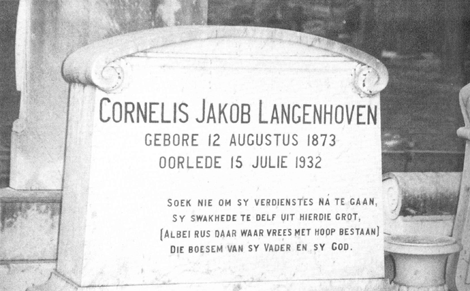 CORNELIS JAKOB LANGENHOVEN
GEBORE 12 AUGUSTUS 1873
OORLEDE 15 JULIE 1932
SOEK NIE OM SY VERDIENSTES NÁ TE GAAN,
SY SWAKHEDE TE DELF UIT HIERDIE GROT,
(ALBEI RUS DAAR WAAR VREES MET HOOP BESTAAN)
DIE BOESEM VAN SY VADER EN SY GOD.